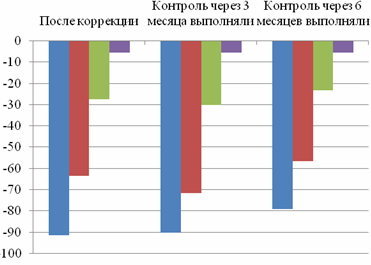 После коррекции
Контроль через 3
месяца выполняли
Контроль через 6
месяцев выполняли
0
-10
-20
-30
-40
-50
-60
-70
-80
-90
-100